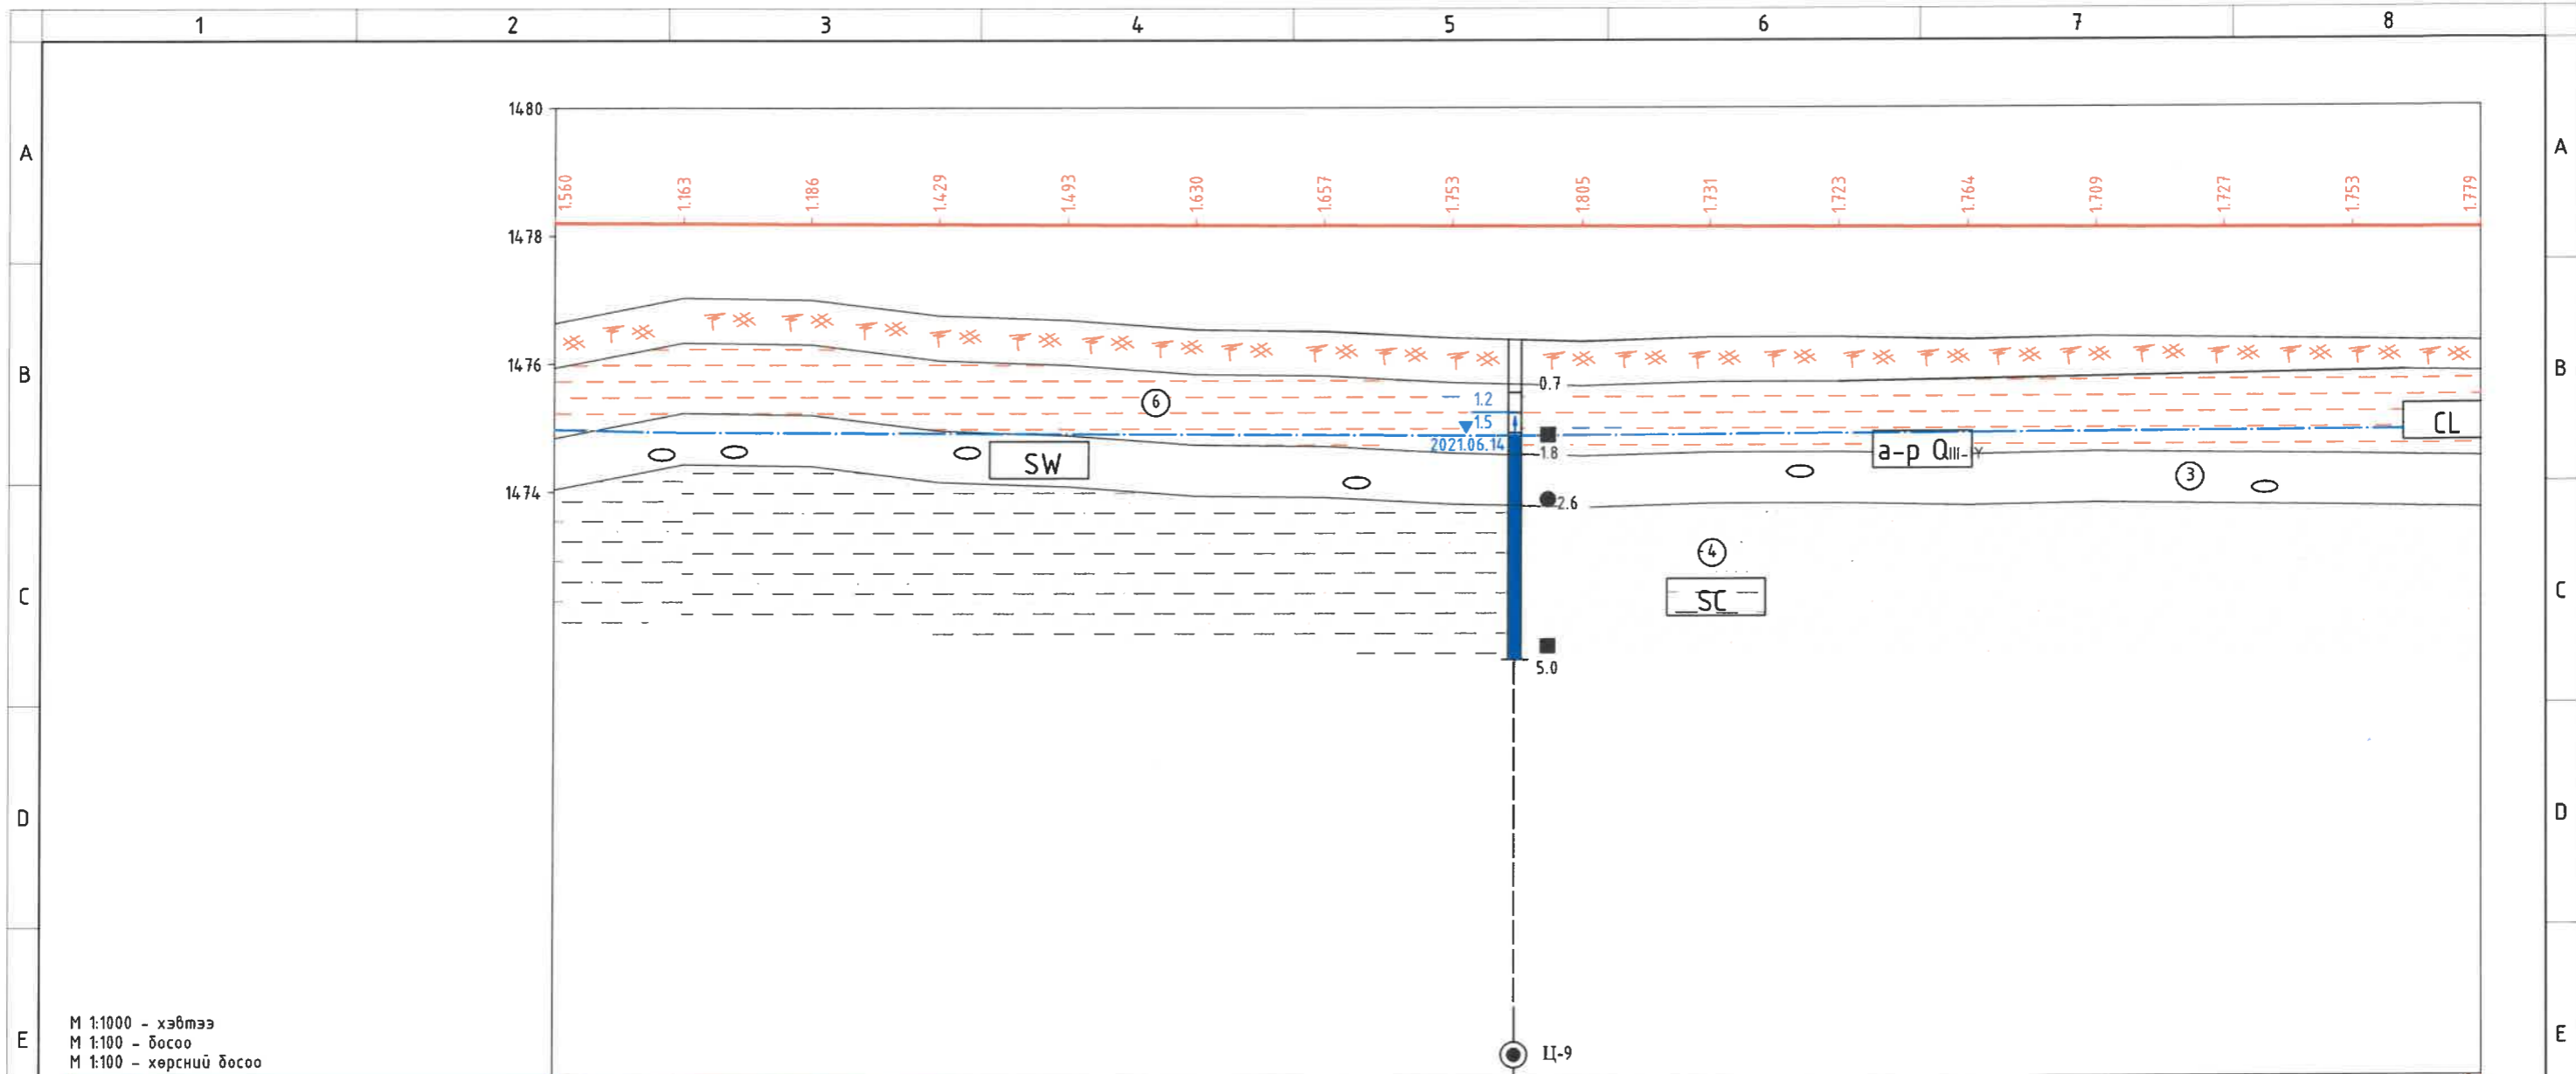 1 2 3 4 5 6 7 8
1480
A A
1.560 1.163 1.186 1.429 1.493 1.630 1.657 1.753 1.805 1.731 1.723 1.764 1.709 1.727 1.753 1.779
1478
1476
B B
0.7
1.2
6
1.5
CL
2021.06.14
1.8
a-p QIII-IV
SW
3
1474
2.6
4
C C
SC
5.0
D D
M 1:1000 - хэвтээ
E E
M 1:100 - босоо
Ц-9
M 1:100 - хөрсний босоо